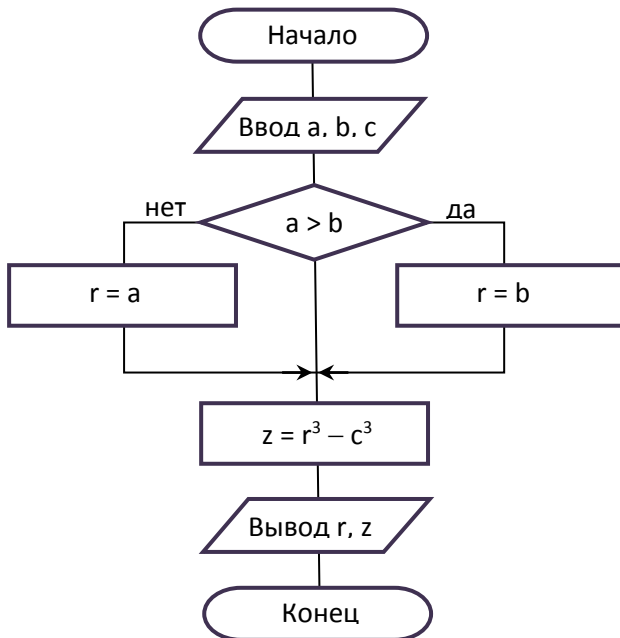 Начало
Ввод a, b, c
нет
a > b
да
r = a
r = b
z = r³ – c³
Вывод r, z
Конец